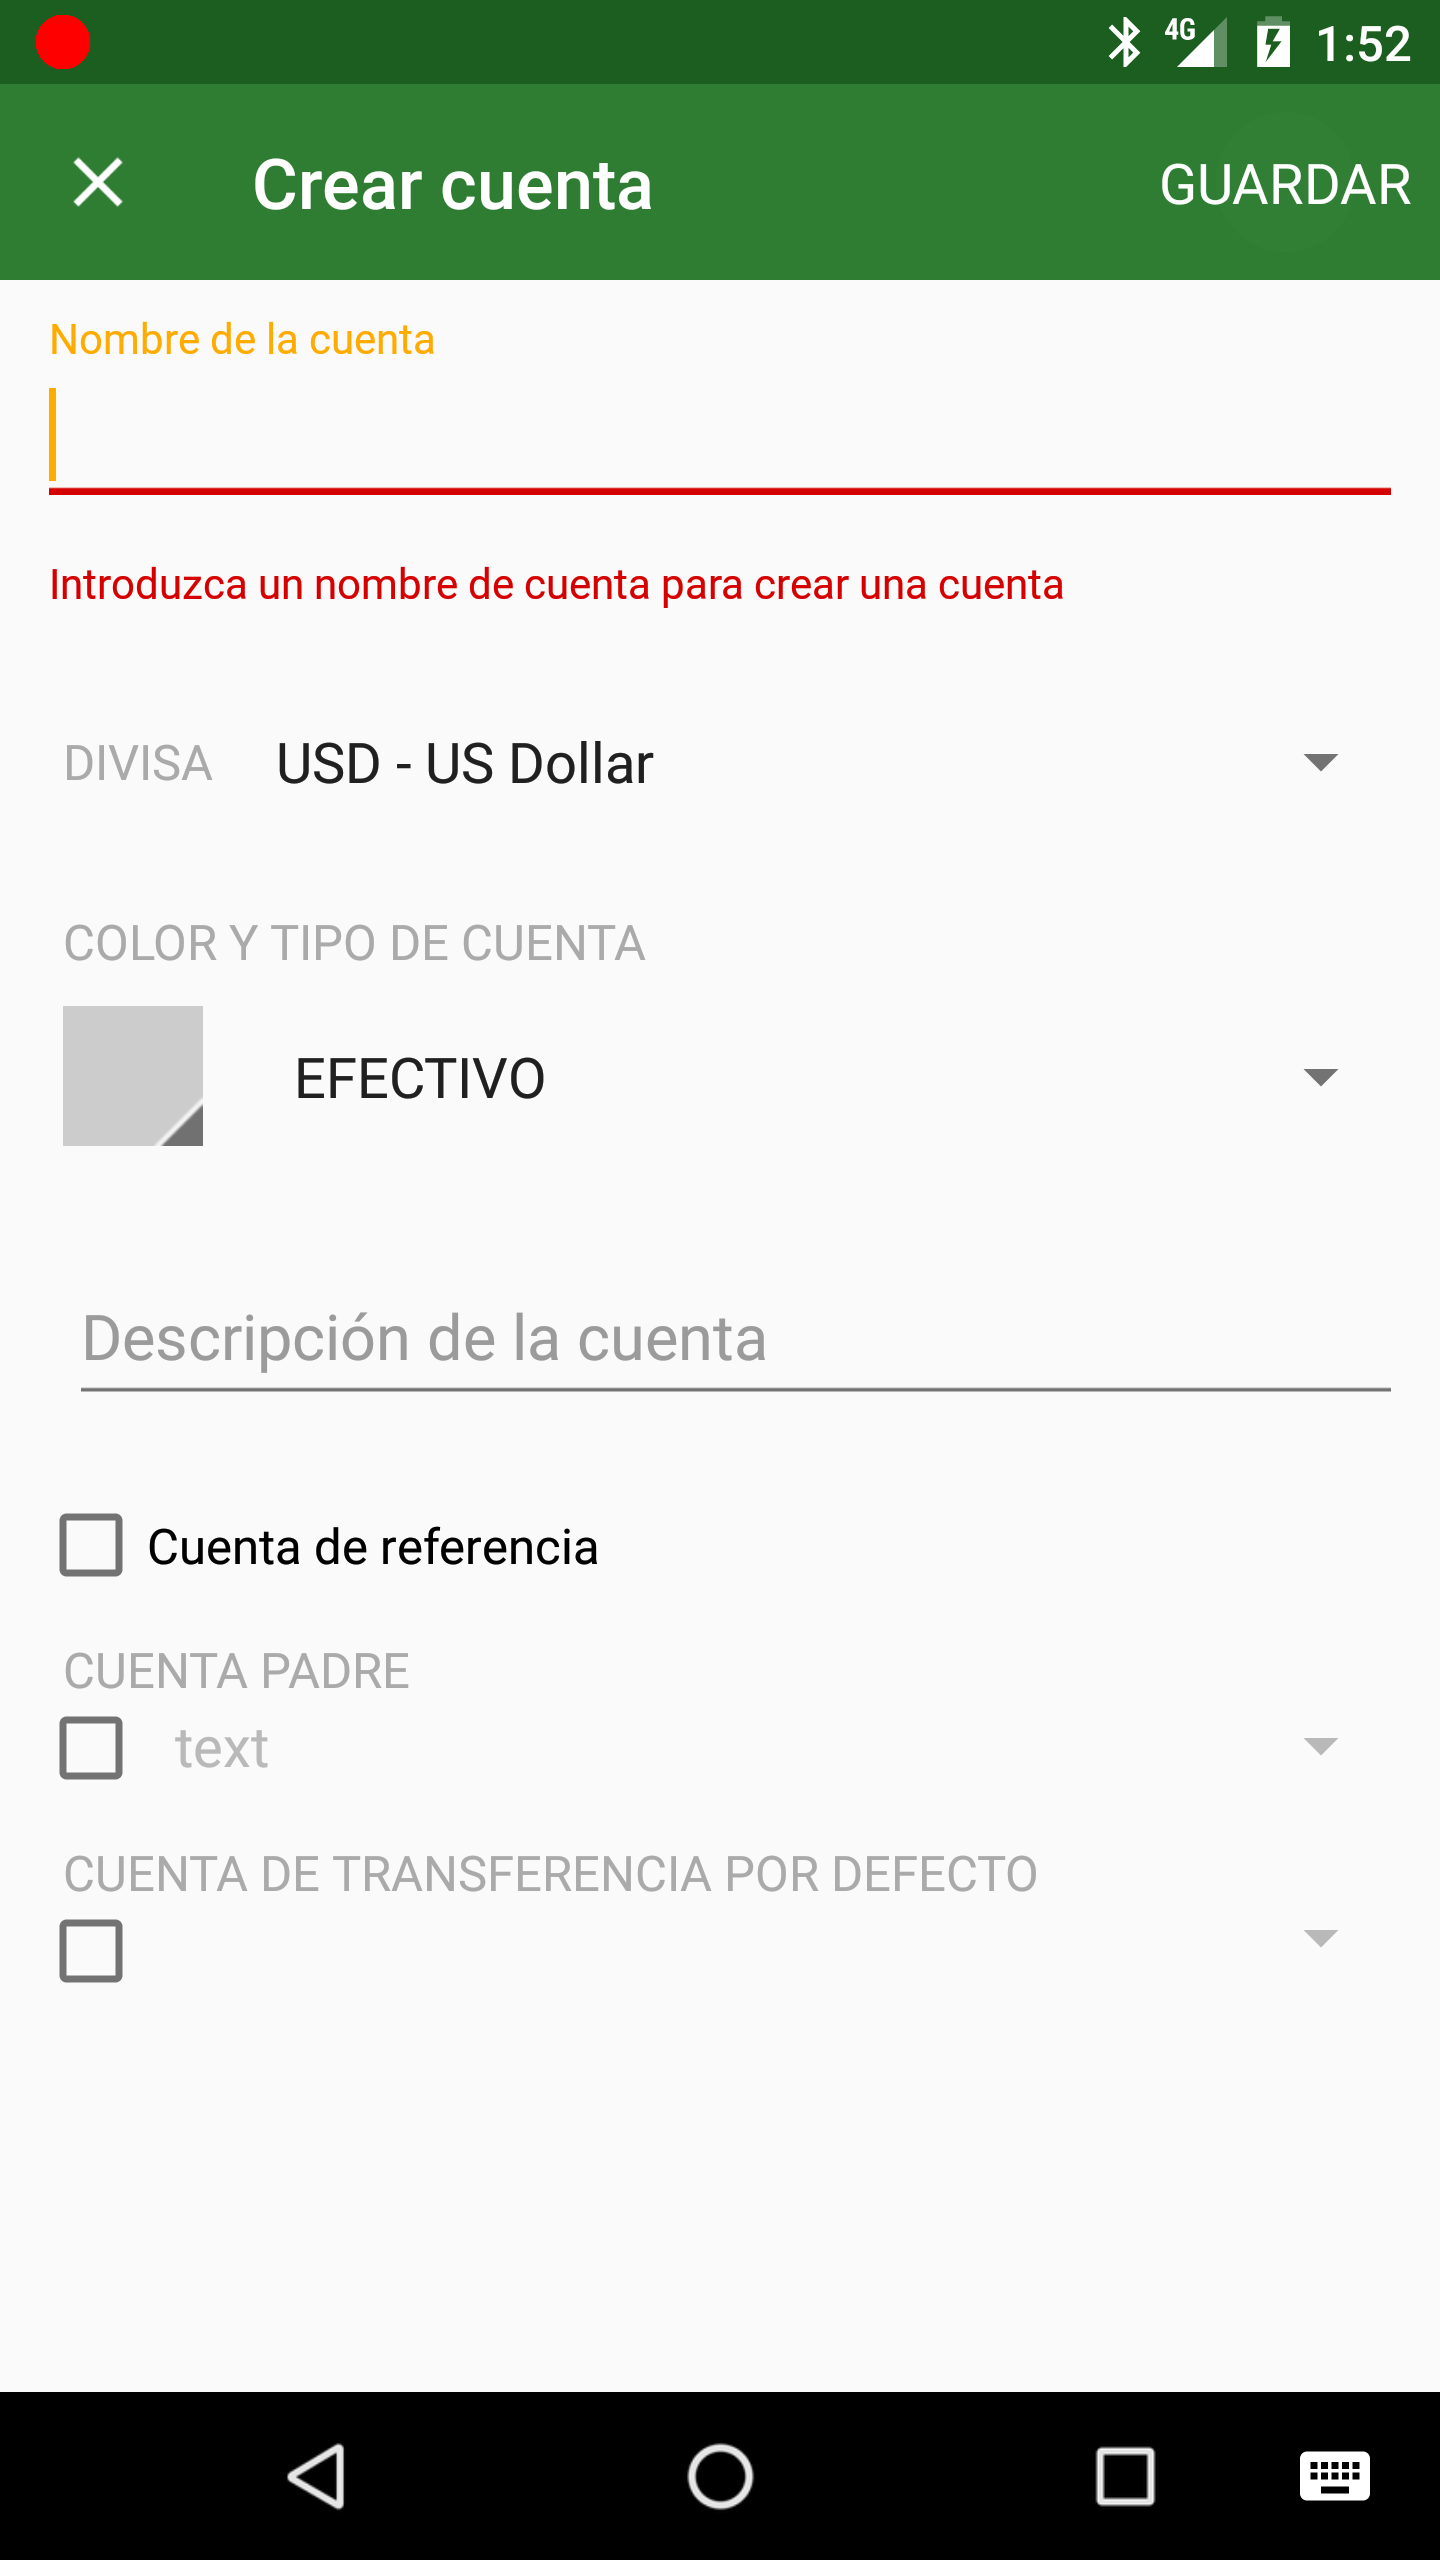 4G 1:52
Crear cuenta GUARDAR
Nombre de la cuenta
Introduzca un nombre de cuenta para crear una cuenta
DIVISA USD - US Dollar
COLOR Y TIPO DE CUENTA
EFECTIVO
Descripción de la cuenta
Cuenta de referencia
CUENTA PADRE
text
CUENTA DE TRANSFERENCIA POR DEFECTO